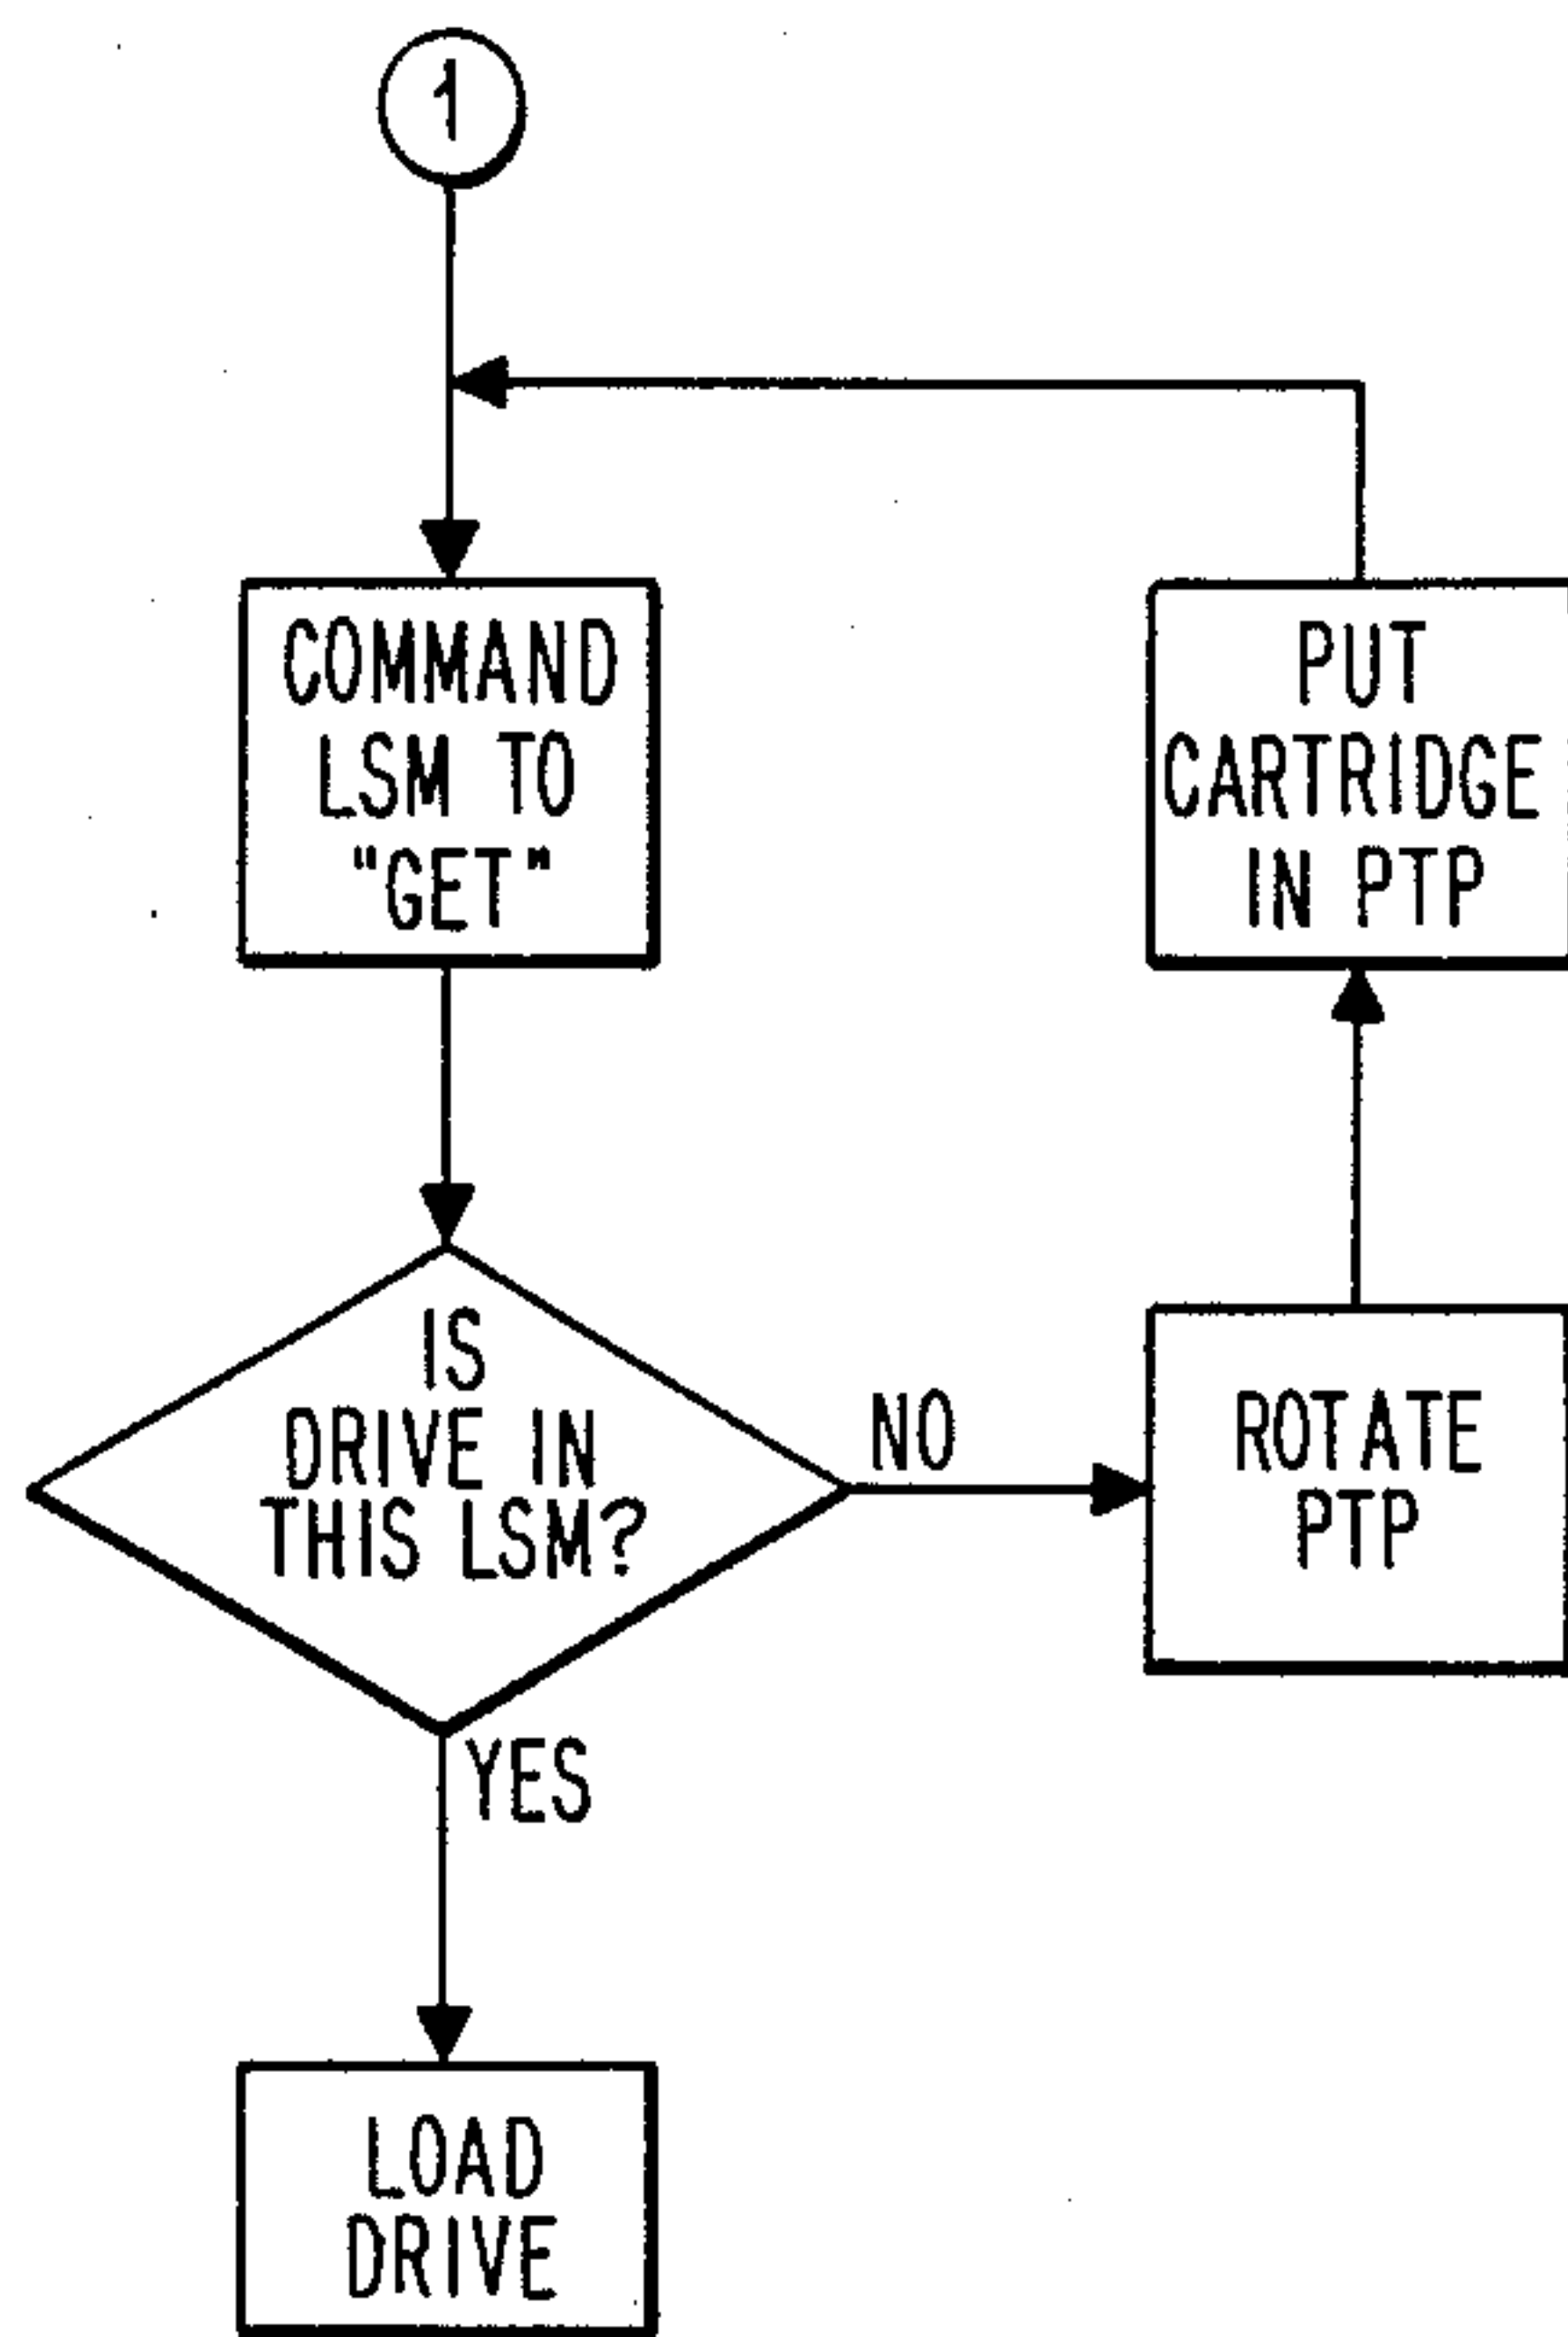 1
COMMAND
LSM TO
"GET"
PUT
CARTRIDGE
IN PTP
IS
DRIVE IN
THIS LSM?
NO
ROTATE
PTP
YES
LOAD
DRIVE